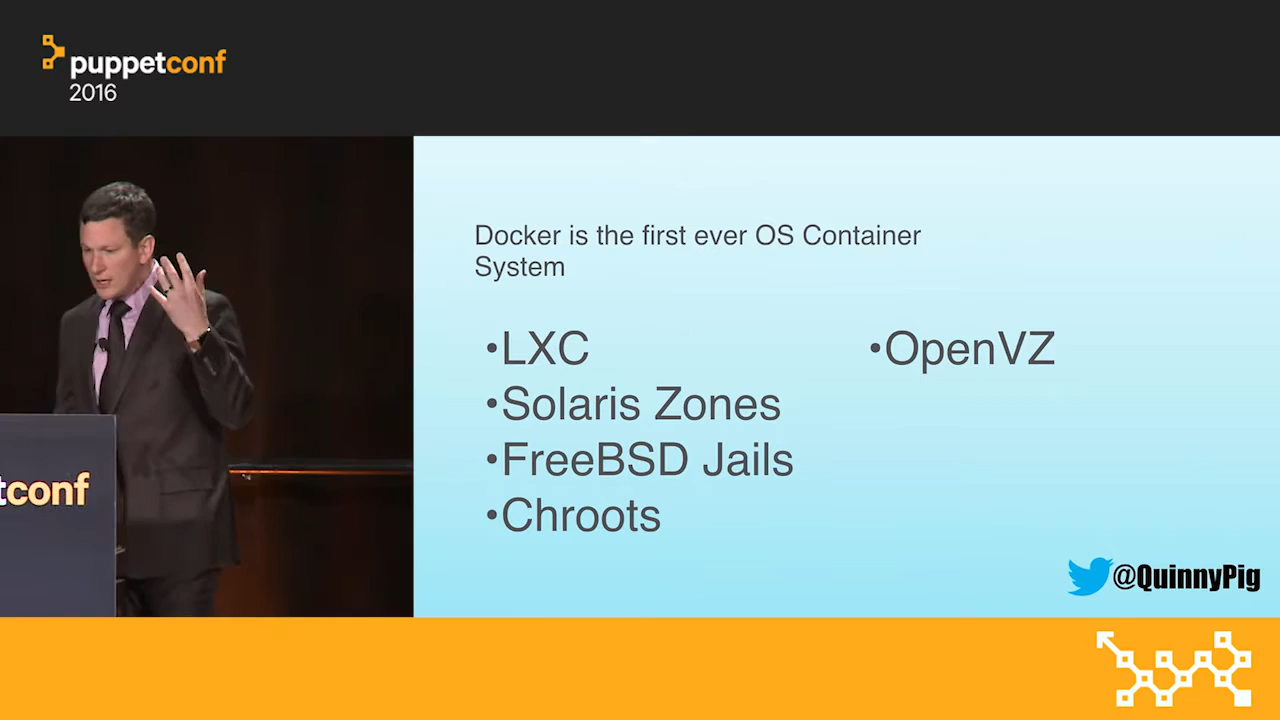 puppetconf
2016
Docker is the first ever OS Container
System
•LXC
•Solaris Zones
•FreeBSD Jails
•Chroots
•OpenVZ
tconf
@QuinnyPig